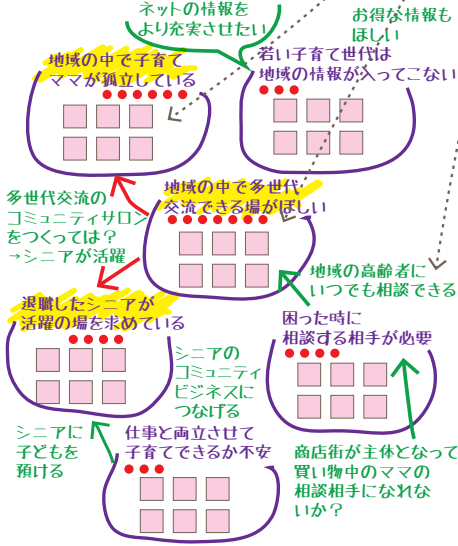 ネットの情報を
より充実させたい
お得な情報も
ほしい
地域の中で子育て
ママが孤立している
若い子育て世代は
地域の情報が入ってこない
多世代交流の
コミュニティサロン
をつくっては？
→シニアが活躍
地域の中で多世代
交流できる場がほしい
地域の高齢者に
いつでも相談できる
退職したシニアが
活躍の場を求めている
困った時に
相談する相手が必要
シニアの
コミュニティ
ビジネスに
つなげる
シニアに
子どもを
預ける
仕事と両立させて
子育てできるか不安
商店街が主体となって
買い物中のママの
相談相手になれな
いか？